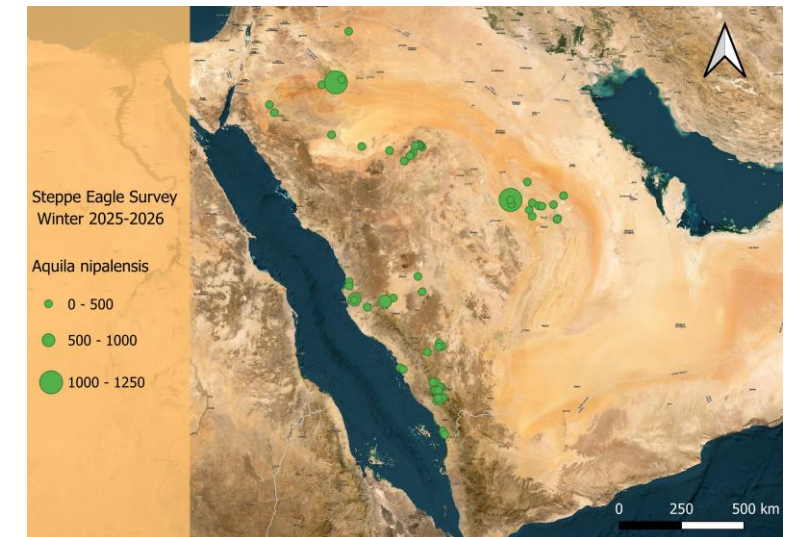 Steppe Eagle Survey
Winter 2025-2026
Aquila nipalensis
0 - 500
500 - 1000
1000 - 1250
0 250 500 km